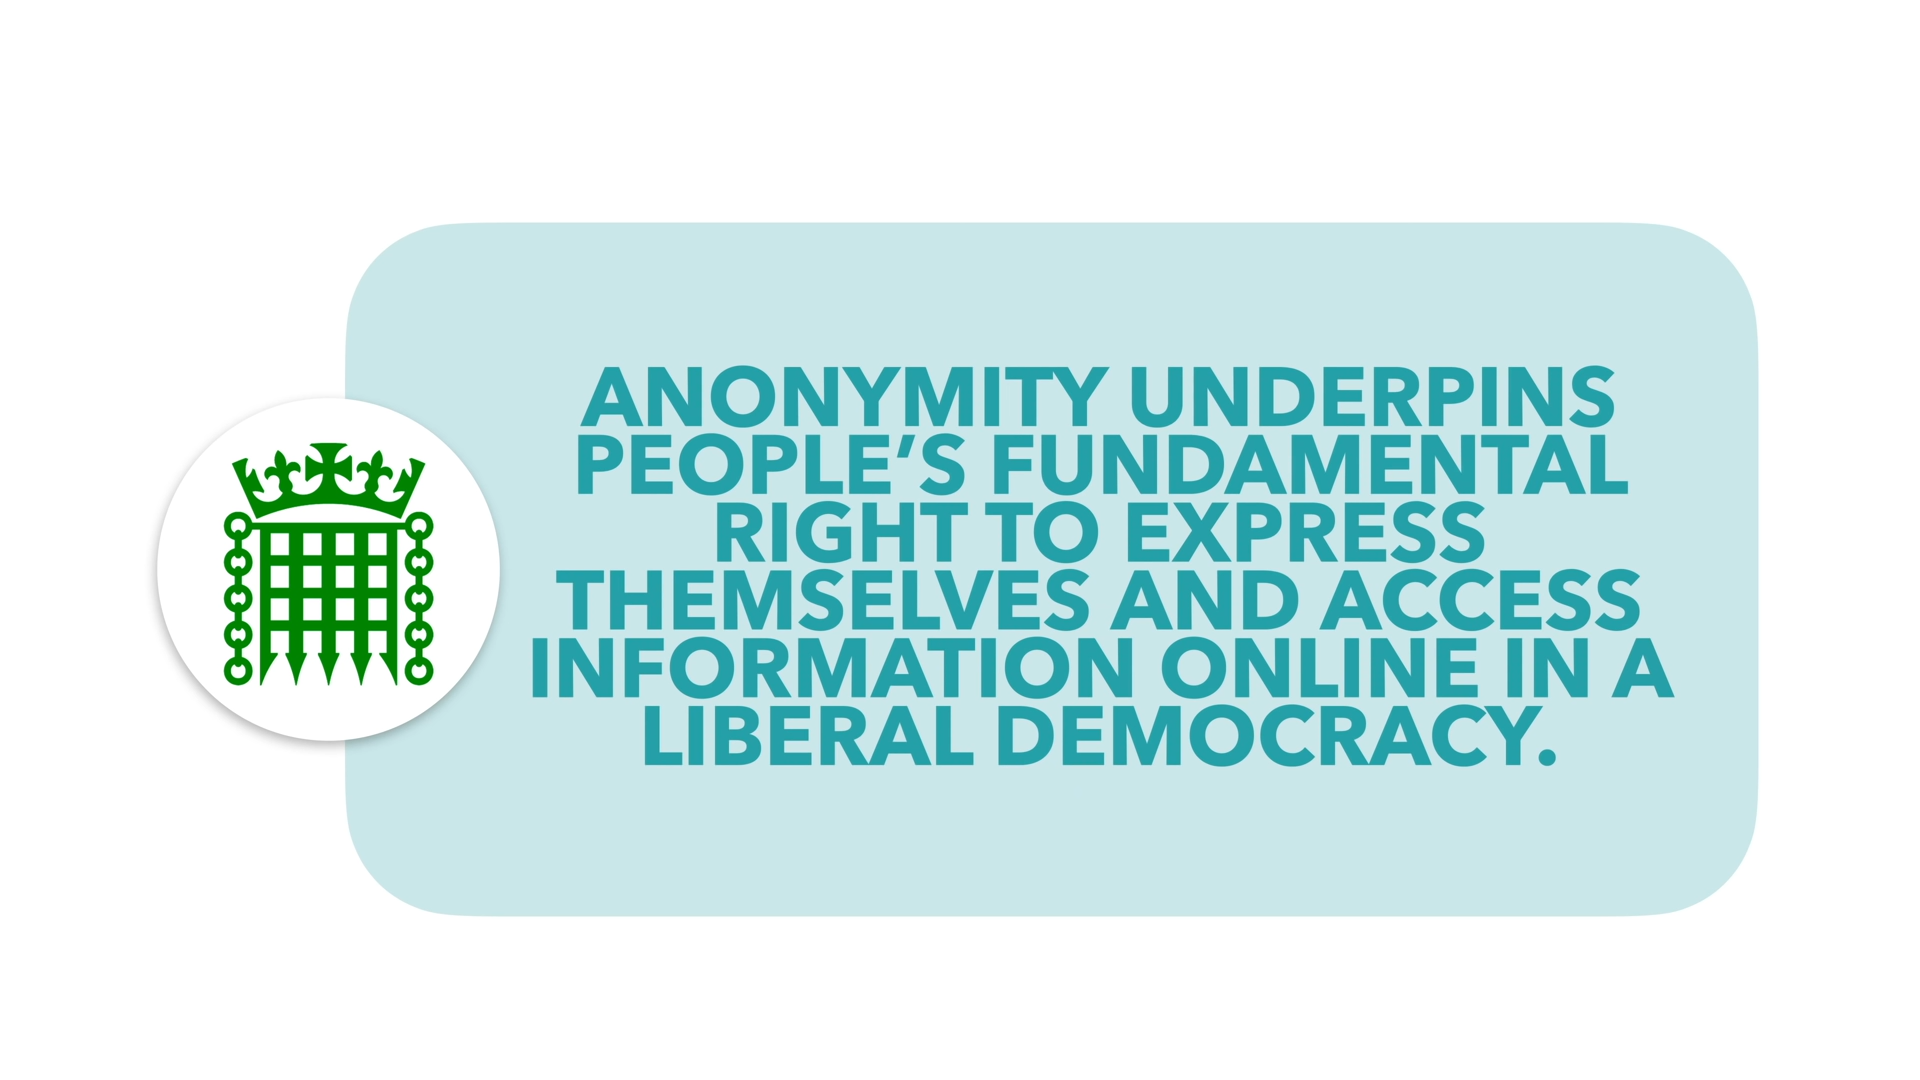 ANONYMITY UNDERPINS
PEOPLE’S FUNDAMENTAL
RIGHT TO EXPRESS
THEMSELVES AND ACCESS
INFORMATION ONLINE IN A
LIBERAL DEMOCRACY.